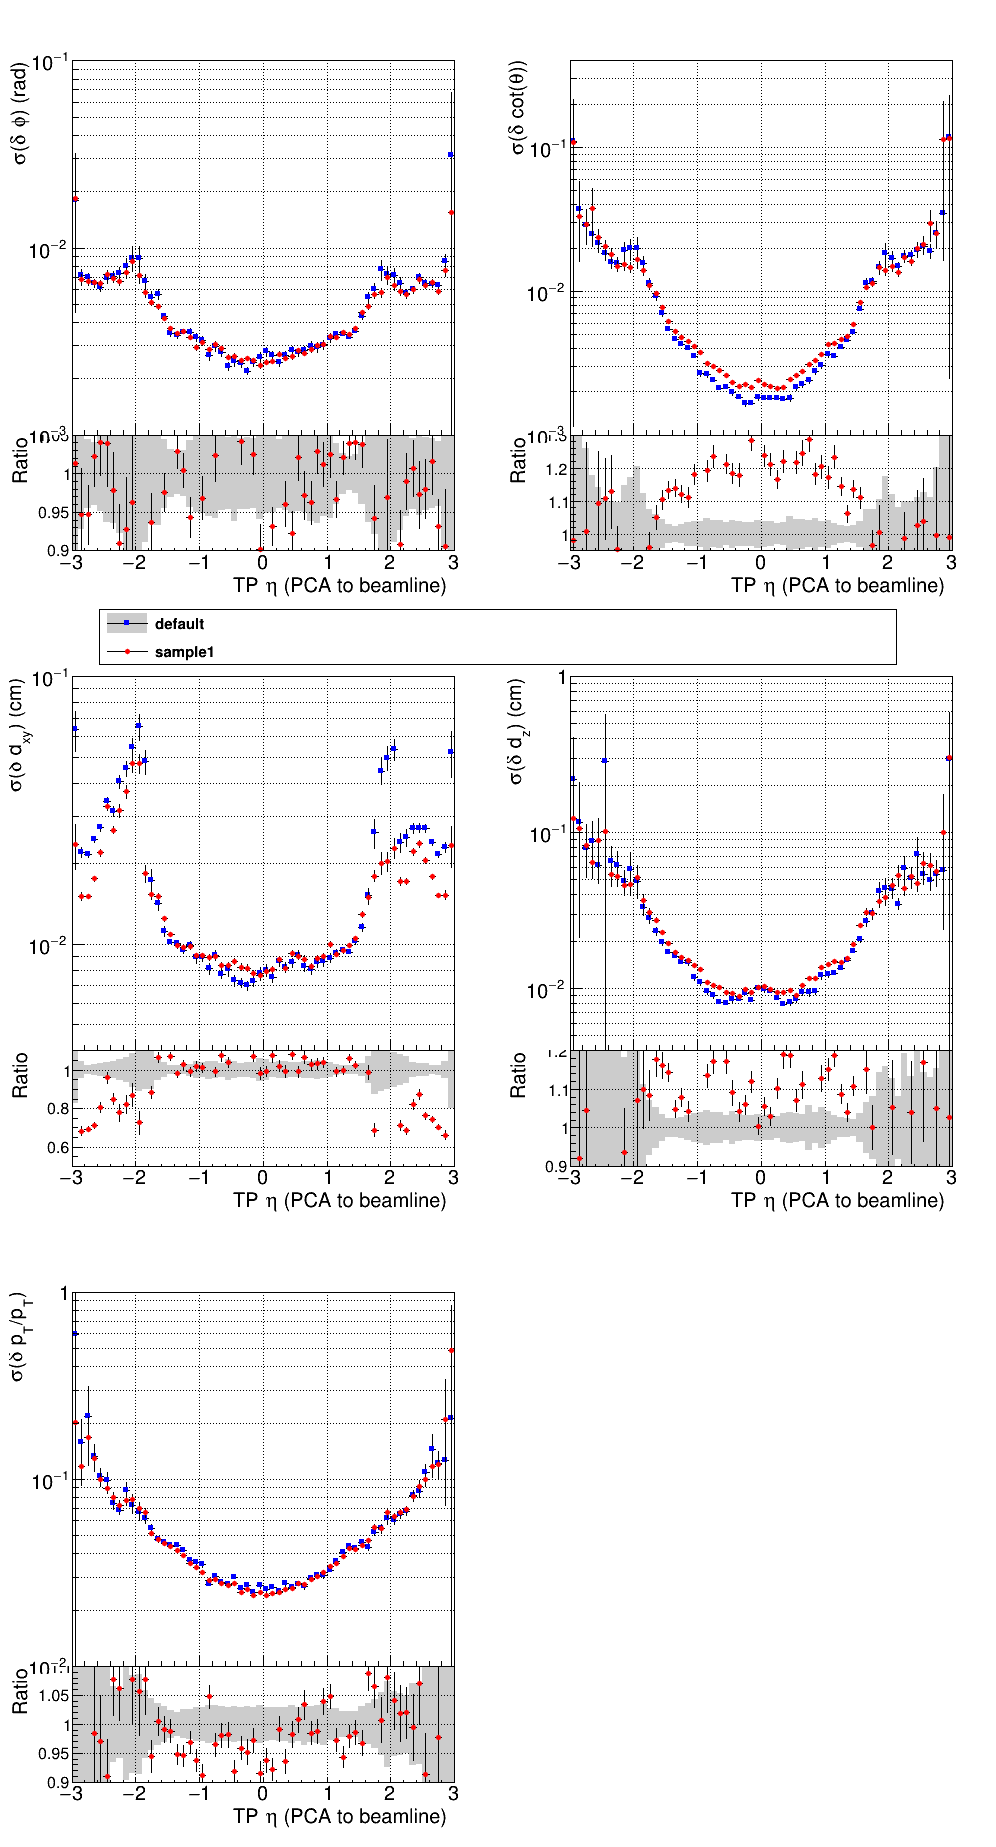 σ(δ φ) (rad)
10⁻¹
10⁻²
10⁻³
Ratio
1
0.95
0.9
−3 −2 −1 0 1 2 3
TP η (PCA to beamline)
σ(δ cot(θ))
10⁻¹
10⁻²
10⁻³
Ratio
1.2
1.1
1
−3 −2 −1 0 1 2 3
TP η (PCA to beamline)
default
sample1
σ(δ d_xy) (cm)
10⁻¹
10⁻²
Ratio
1
0.8
0.6
−3 −2 −1 0 1 2 3
TP η (PCA to beamline)
σ(δ d_z) (cm)
1
10⁻¹
10⁻²
Ratio
1.2
1.1
1
0.9
−3 −2 −1 0 1 2 3
TP η (PCA to beamline)
σ(δ p_T/p_T)
1
10⁻¹
10⁻²
Ratio
1.05
1
0.95
0.9
−3 −2 −1 0 1 2 3
TP η (PCA to beamline)